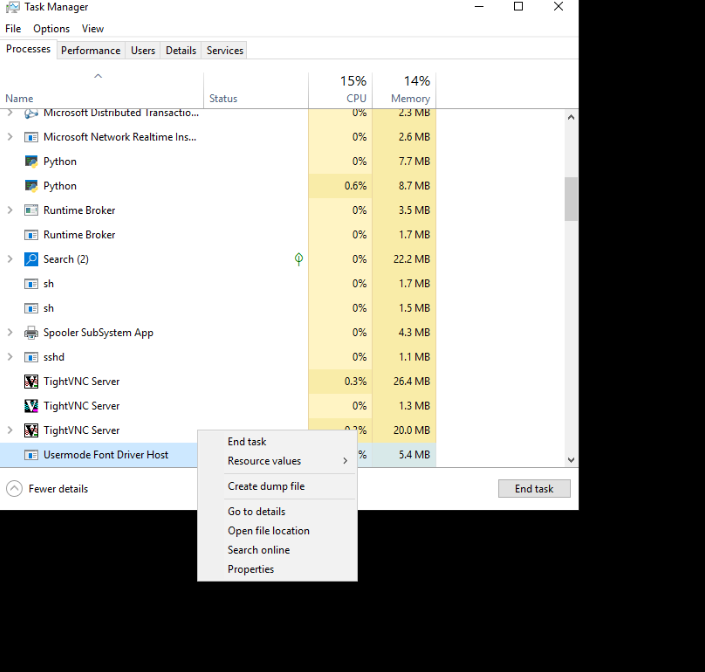 Task Manager
File Options View
Processes Performance Users Details Services
15% 14%
Name Status CPU Memory
Microsoft Distributed Transactio... 0% 2.3 MB
Microsoft Network Realtime Ins... 0% 2.6 MB
Python 0% 7.7 MB
Python 0.6% 8.7 MB
Runtime Broker 0% 3.5 MB
Runtime Broker 0% 1.7 MB
Search (2) 0% 22.2 MB
sh 0% 1.7 MB
sh 0% 1.5 MB
Spooler SubSystem App 0% 4.3 MB
sshd 0% 1.1 MB
TightVNC Server 0.3% 26.4 MB
TightVNC Server 0% 1.3 MB
TightVNC Server 20.0 MB
Usermode Font Driver Host % 5.4 MB
End task
Resource values
Create dump file
Go to details
Open file location
Search online
Properties
Fewer details End task